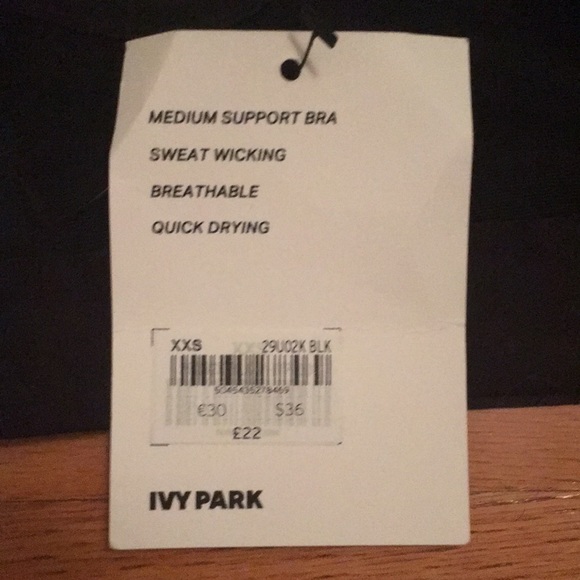 MEDIUM SUPPORT BRA
SWEAT WICKING
BREATHABLE
QUICK DRYING
XXS 29U02K BLK
€30 $36
£22
IVY PARK